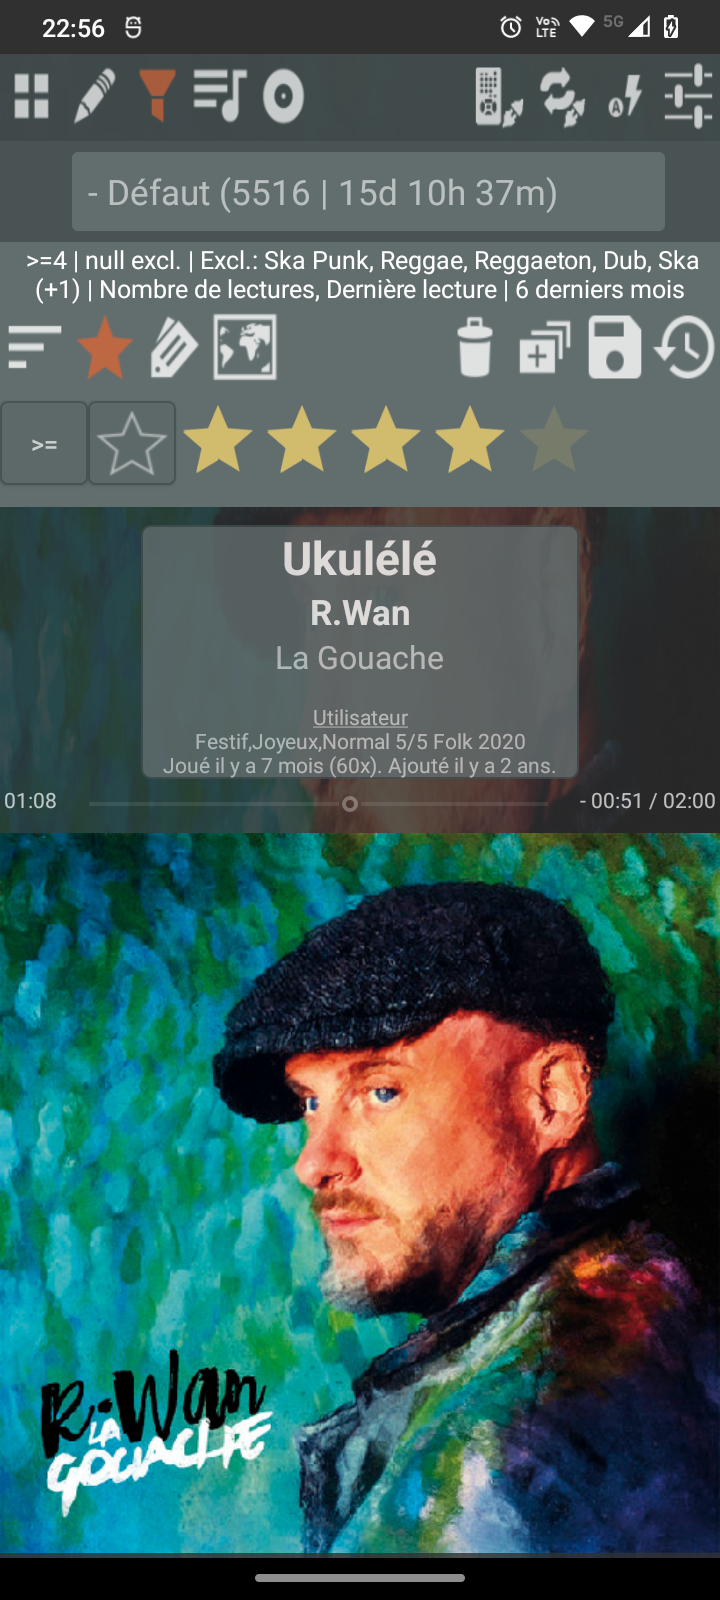 22:56
Vo))
LTE
5G
A
- Défaut (5516 | 15d 10h 37m)
>=4 | null excl. | Excl.: Ska Punk, Reggae, Reggaeton, Dub, Ska
(+1) | Nombre de lectures, Dernière lecture | 6 derniers mois
>=
Ukulélé
R.Wan
La Gouache
Utilisateur
Festif,Joyeux,Normal 5/5 Folk 2020
Joué il y a 7 mois (60x). Ajouté il y a 2 ans.
01:08
- 00:51 / 02:00
R.Wan
LA
GOUACHE